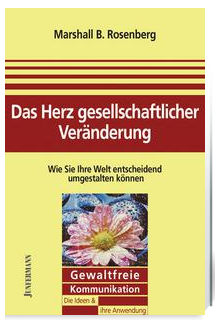 Marshall B. Rosenberg
Das Herz gesellschaftlicher
Veränderung
Wie Sie Ihre Welt entscheidend
umgestalten können
Gewaltfreie
Kommunikation
Die Ideen & ihre Anwendung
JUNFERMANN